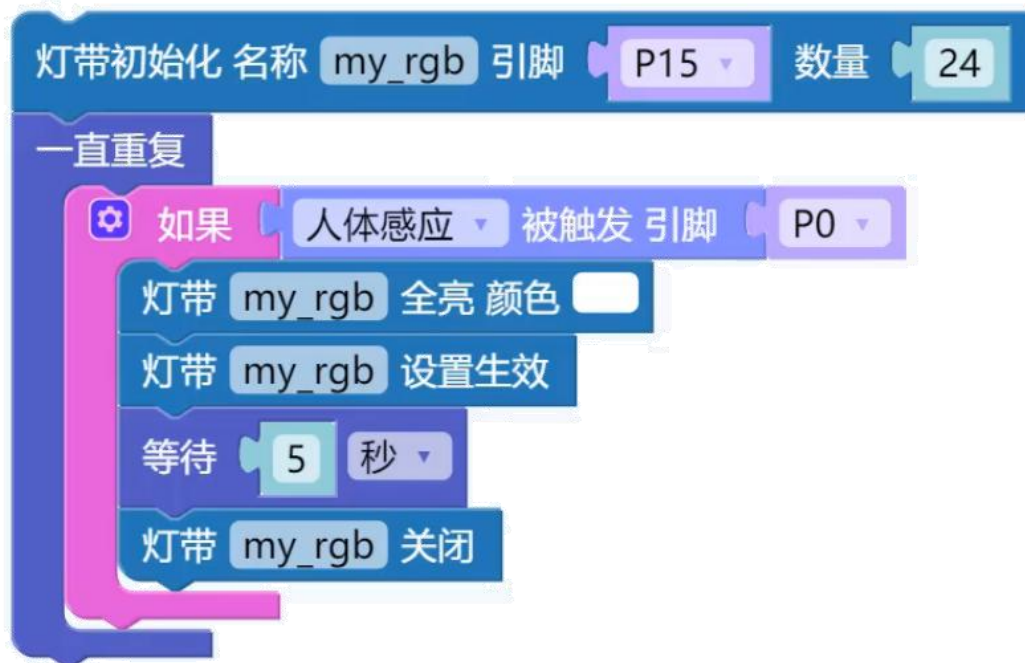 灯带初始化 名称 my_rgb 引脚 P15 数量 24
一直重复
如果 人体感应 被触发 引脚 P0
灯带 my_rgb 全亮 颜色
灯带 my_rgb 设置生效
等待 5 秒
灯带 my_rgb 关闭